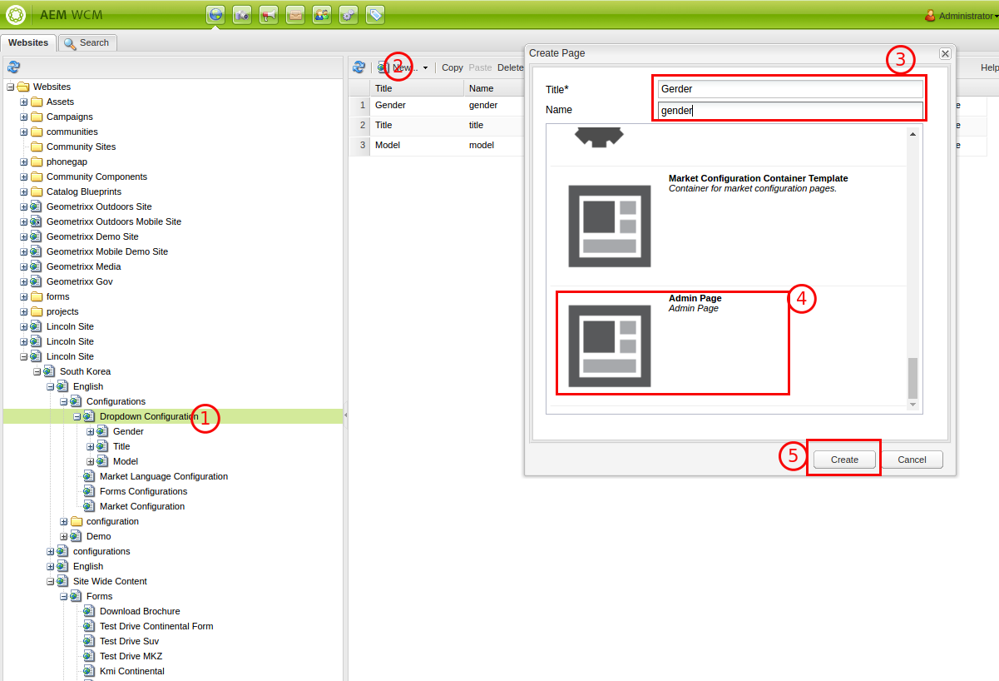 AEM WCM
Administrator
Websites
Search
Websites
Assets
Campaigns
communities
Community Sites
phonegap
Community Components
Catalog Blueprints
Geometrixx Outdoors Site
Geometrixx Outdoors Mobile Site
Geometrixx Demo Site
Geometrixx Mobile Demo Site
Geometrixx Media
Geometrixx Gov
forms
projects
Lincoln Site
Lincoln Site
Lincoln Site
South Korea
English
Configurations
Dropdown Configuration 1
Gender
Title
Model
Market Language Configuration
Forms Configurations
Market Configuration
configuration
Demo
configurations
English
Site Wide Content
Forms
Download Brochure
Test Drive Continental Form
Test Drive Suv
Test Drive MKZ
Kmi Continental
2 New... Copy Paste Delete
Help
Title Name
1 Gender gender
2 Title title
3 Model model
e
e
e
Create Page
3
Title* Gerder
Name gender
Market Configuration Container Template
Container for market configuration pages.
Admin Page
Admin Page
4
5 Create Cancel